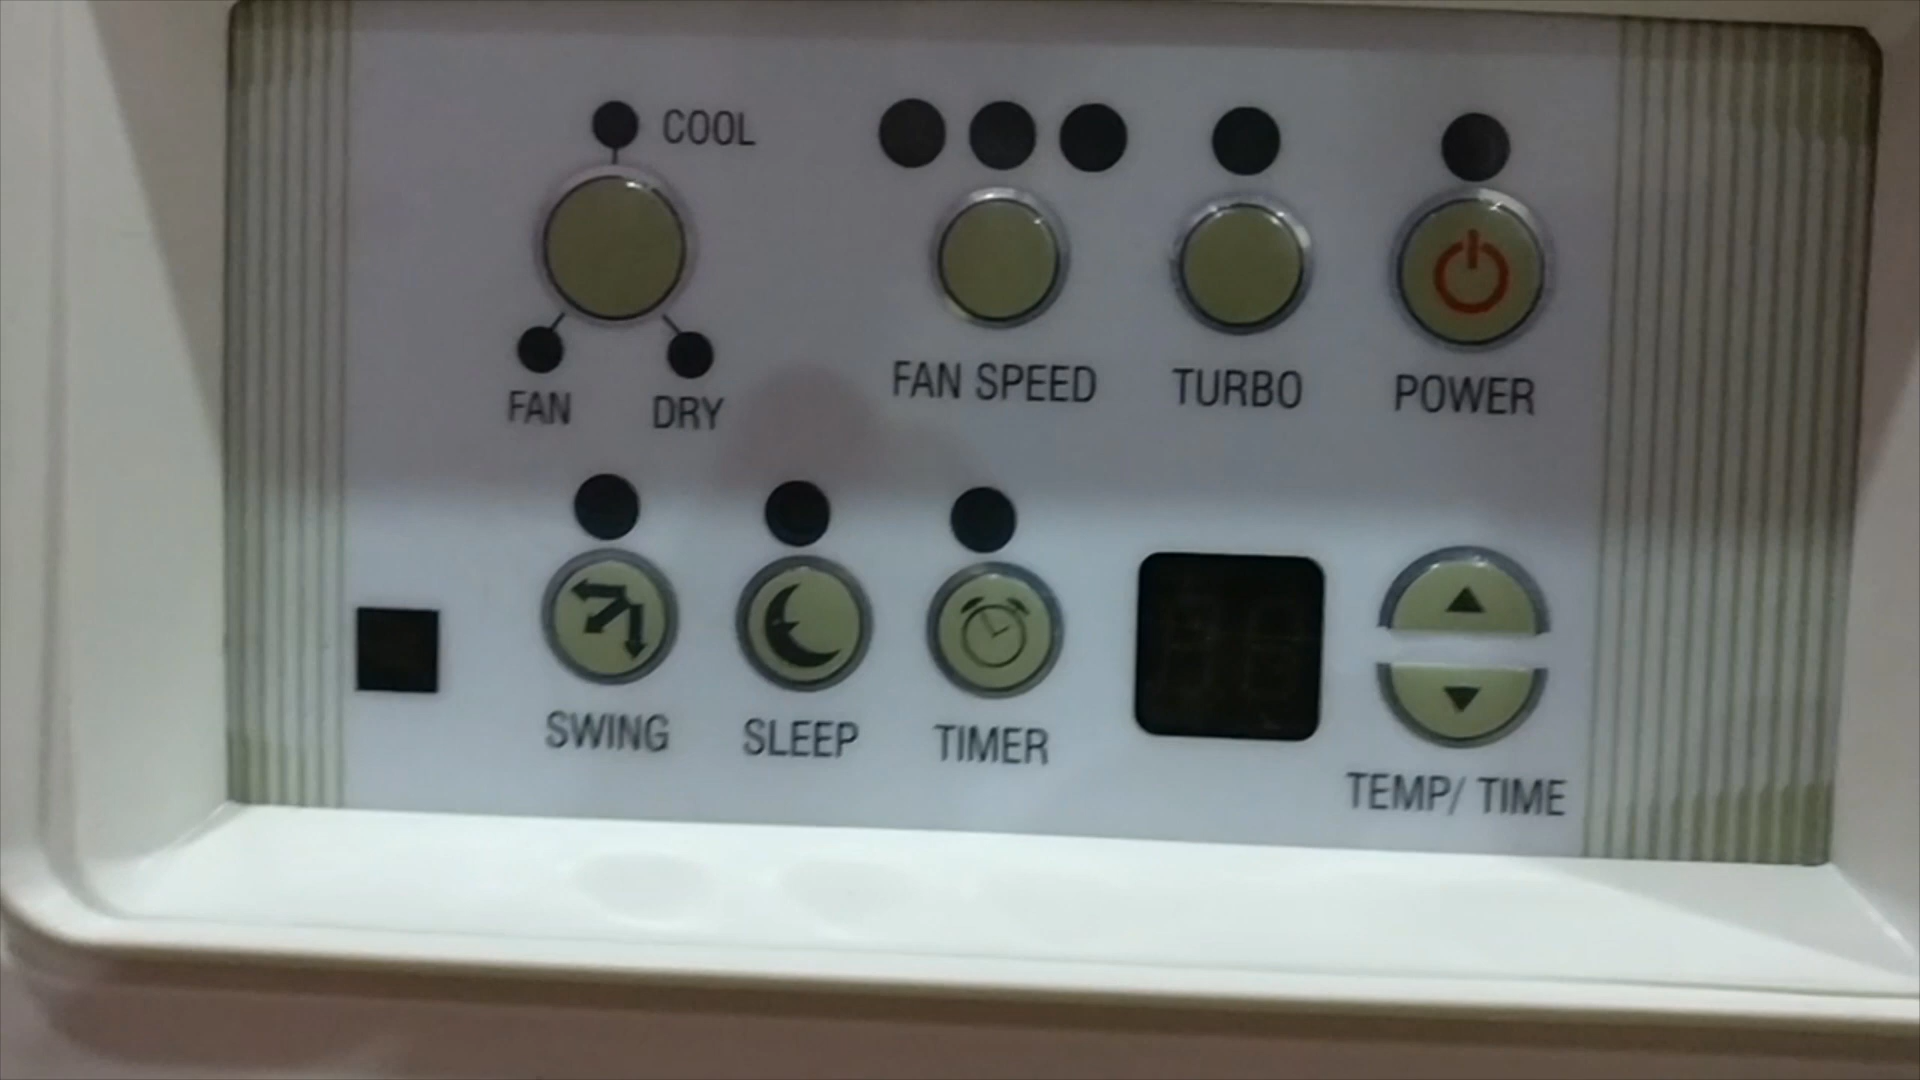 COOL
FAN
DRY
FAN SPEED
TURBO
POWER
SWING
SLEEP
TIMER
TEMP/ TIME